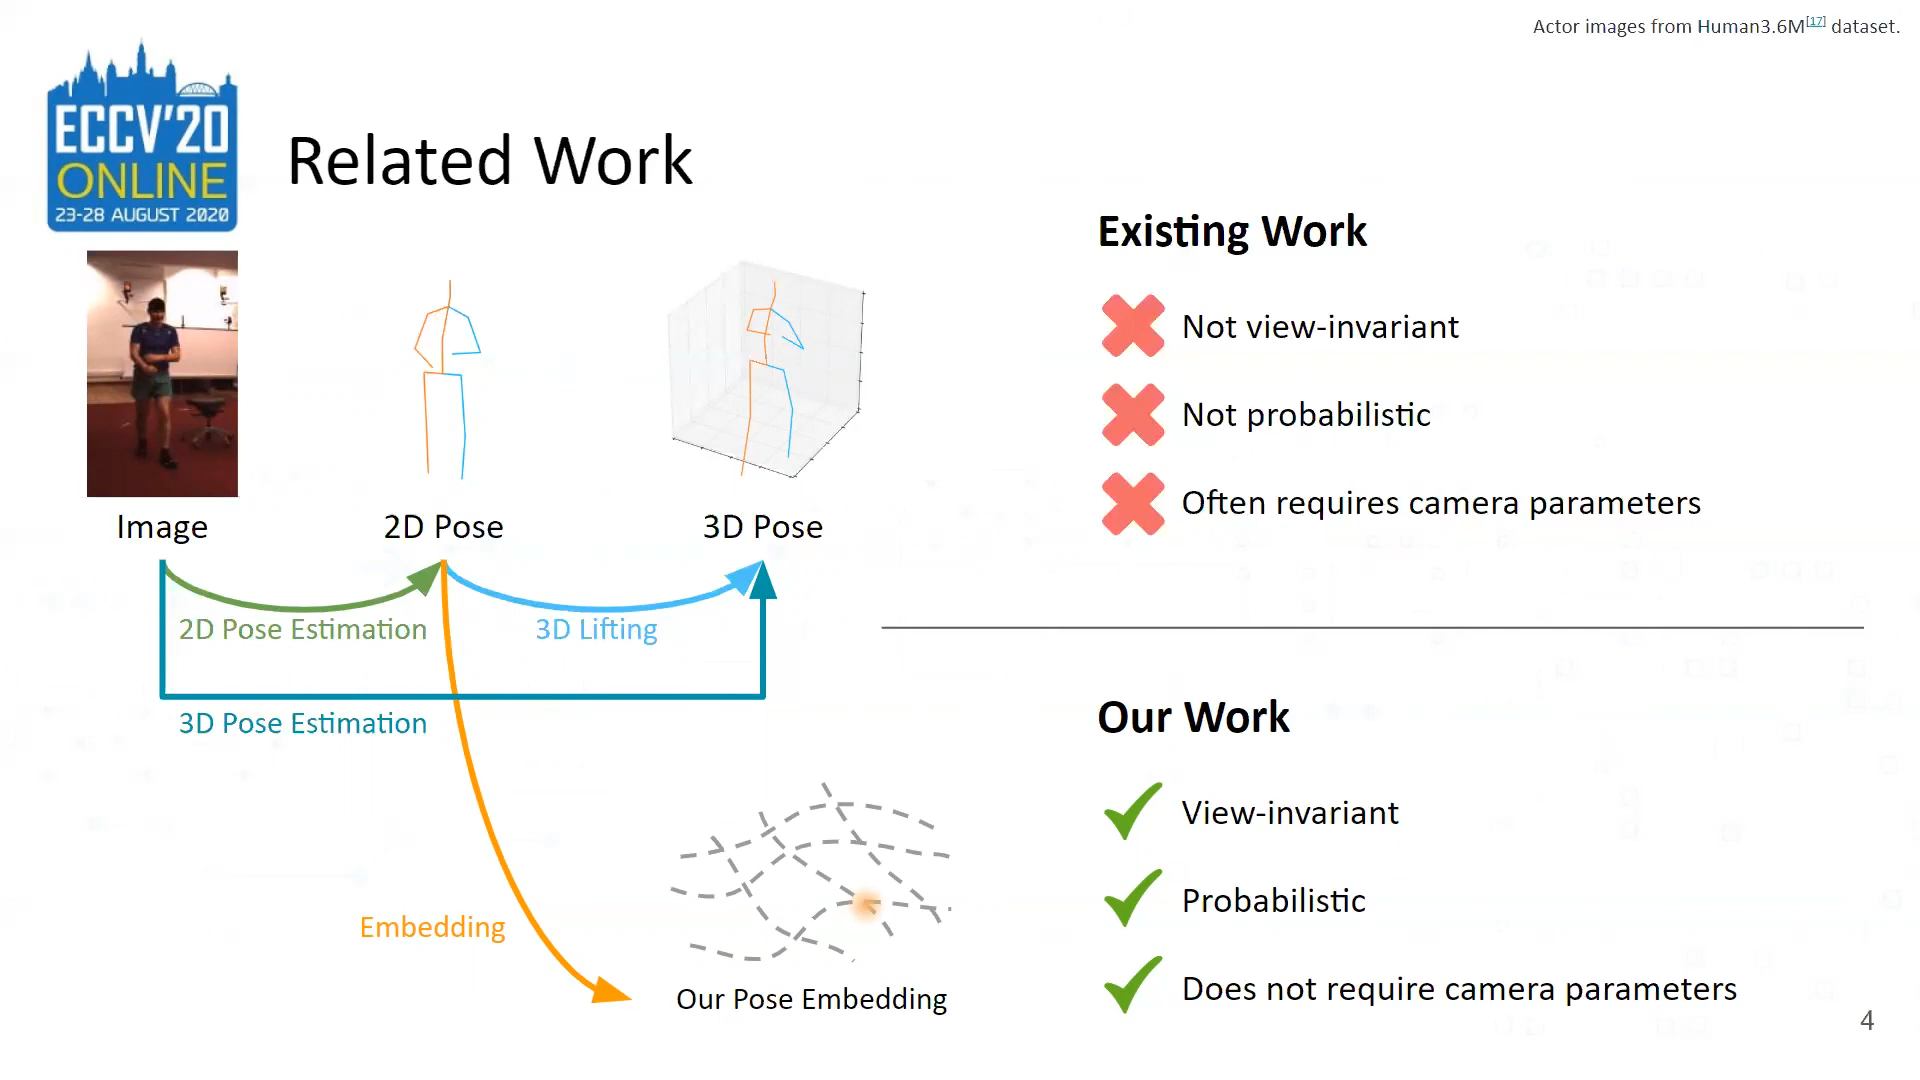 Actor images from Human3.6M[17] dataset.
ECCV'20
ONLINE
23-28 AUGUST 2020
Related Work
Image
2D Pose
3D Pose
2D Pose Estimation
3D Lifting
3D Pose Estimation
Embedding
Our Pose Embedding
Existing Work
Not view-invariant
Not probabilistic
Often requires camera parameters
Our Work
View-invariant
Probabilistic
Does not require camera parameters
4